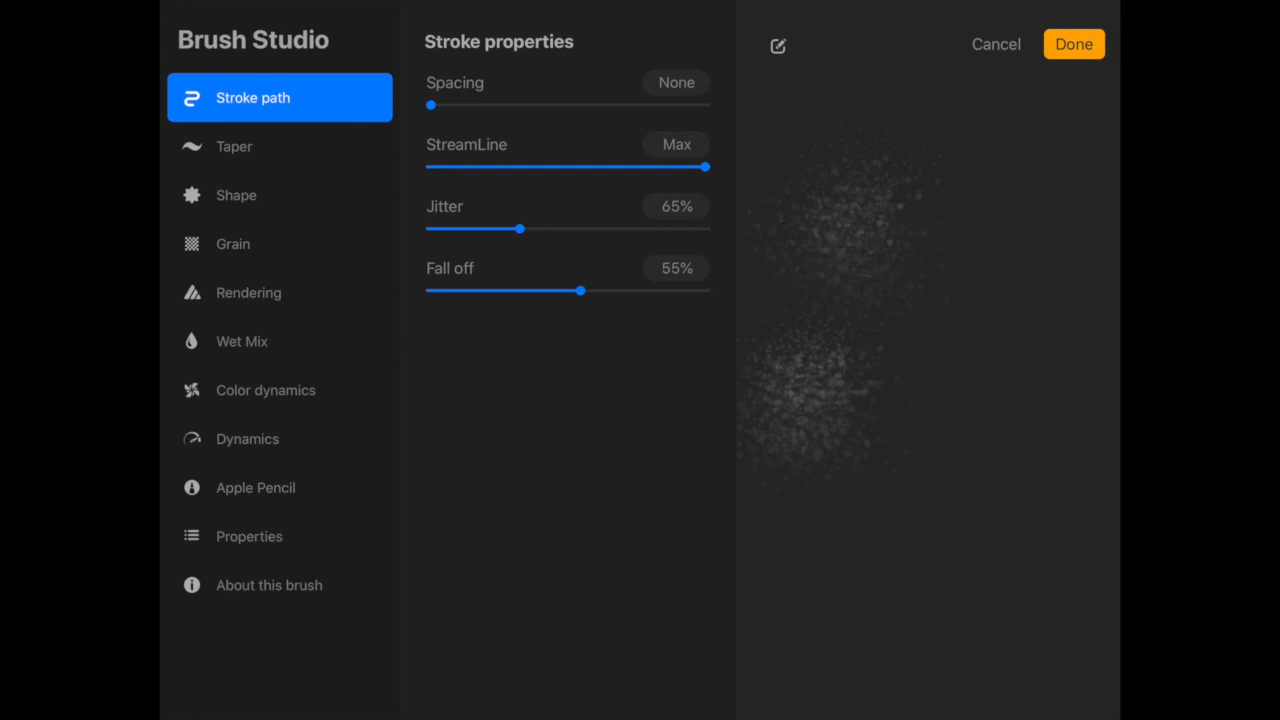 Brush Studio
Stroke path
Taper
Shape
Grain
Rendering
Wet Mix
Color dynamics
Dynamics
Apple Pencil
Properties
About this brush
Stroke properties
Spacing None
StreamLine Max
Jitter 65%
Fall off 55%
Cancel Done